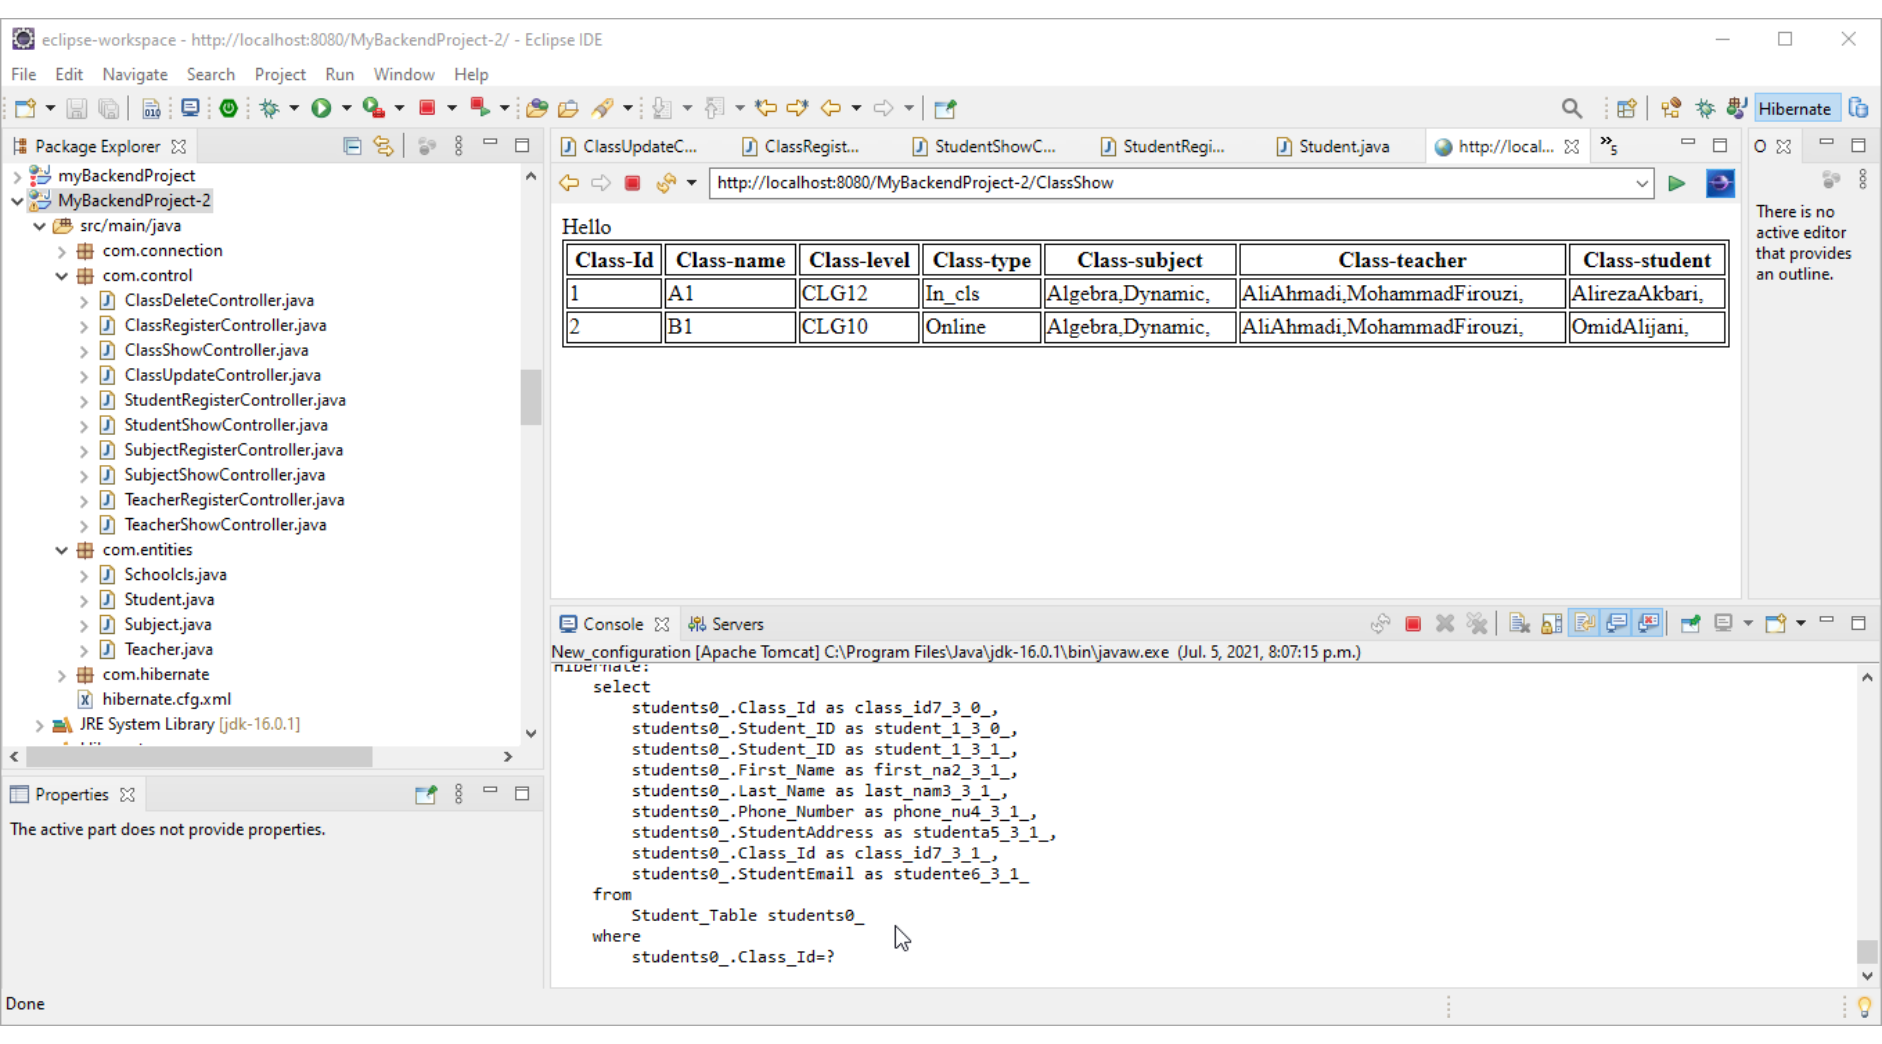 eclipse-workspace - http://localhost:8080/MyBackendProject-2/ - Eclipse IDE
File Edit Navigate Search Project Run Window Help
Hibernate
Package Explorer
myBackendProject
MyBackendProject-2
src/main/java
com.connection
com.control
ClassDeleteController.java
ClassRegisterController.java
ClassShowController.java
ClassUpdateController.java
StudentRegisterController.java
StudentShowController.java
SubjectRegisterController.java
SubjectShowController.java
TeacherRegisterController.java
TeacherShowController.java
com.entities
Schoolcls.java
Student.java
Subject.java
Teacher.java
com.hibernate
hibernate.cfg.xml
JRE System Library [jdk-16.0.1]
Properties
The active part does not provide properties.
ClassUpdateC... ClassRegist... StudentShowC... StudentRegi... Student.java http://local... »5
http://localhost:8080/MyBackendProject-2/ClassShow
Hello
Class-Id Class-name Class-level Class-type Class-subject Class-teacher Class-student
1 A1 CLG12 In_cls Algebra,Dynamic, AliAhmadi,MohammadFirouzi, AlirezaAkbari,
2 B1 CLG10 Online Algebra,Dynamic, AliAhmadi,MohammadFirouzi, OmidAlijani,
O
There is no
active editor
that provides
an outline.
Console Servers
New_configuration [Apache Tomcat] C:\Program Files\Java\jdk-16.0.1\bin\javaw.exe (Jul. 5, 2021, 8:07:15 p.m.)
Hibernate:
select
students0_.Class_Id as class_id7_3_0_,
students0_.Student_ID as student_1_3_0_,
students0_.Student_ID as student_1_3_1_,
students0_.First_Name as first_na2_3_1_,
students0_.Last_Name as last_nam3_3_1_,
students0_.Phone_Number as phone_nu4_3_1_,
students0_.StudentAddress as studenta5_3_1_,
students0_.Class_Id as class_id7_3_1_,
students0_.StudentEmail as studente6_3_1_
from
Student_Table students0_
where
students0_.Class_Id=?
Done